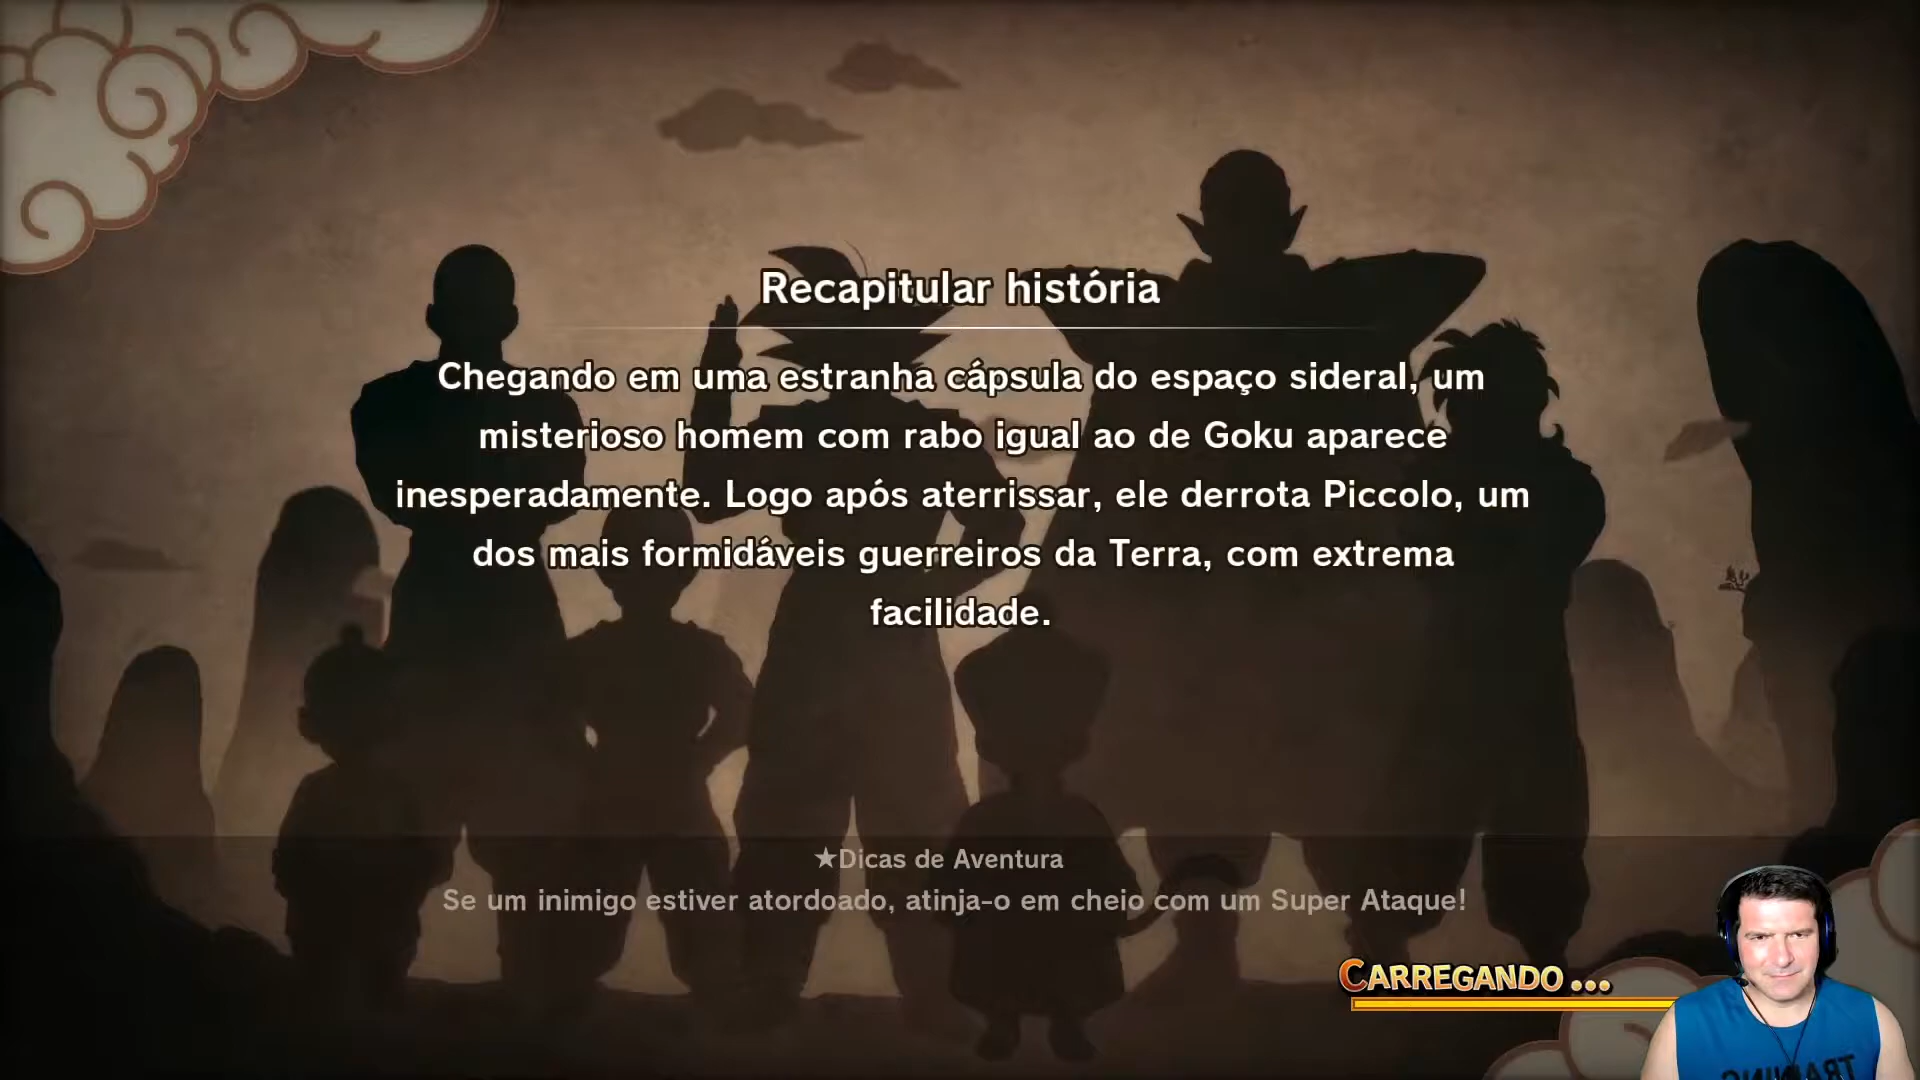 Recapitular história
Chegando em uma estranha cápsula do espaço sideral, um
misterioso homem com rabo igual ao de Goku aparece
inesperadamente. Logo após aterrissar, ele derrota Piccolo, um
dos mais formidáveis guerreiros da Terra, com extrema
facilidade.
★Dicas de Aventura
Se um inimigo estiver atordoado, atinja-o em cheio com um Super Ataque!
CARREGANDO...
TRAINING